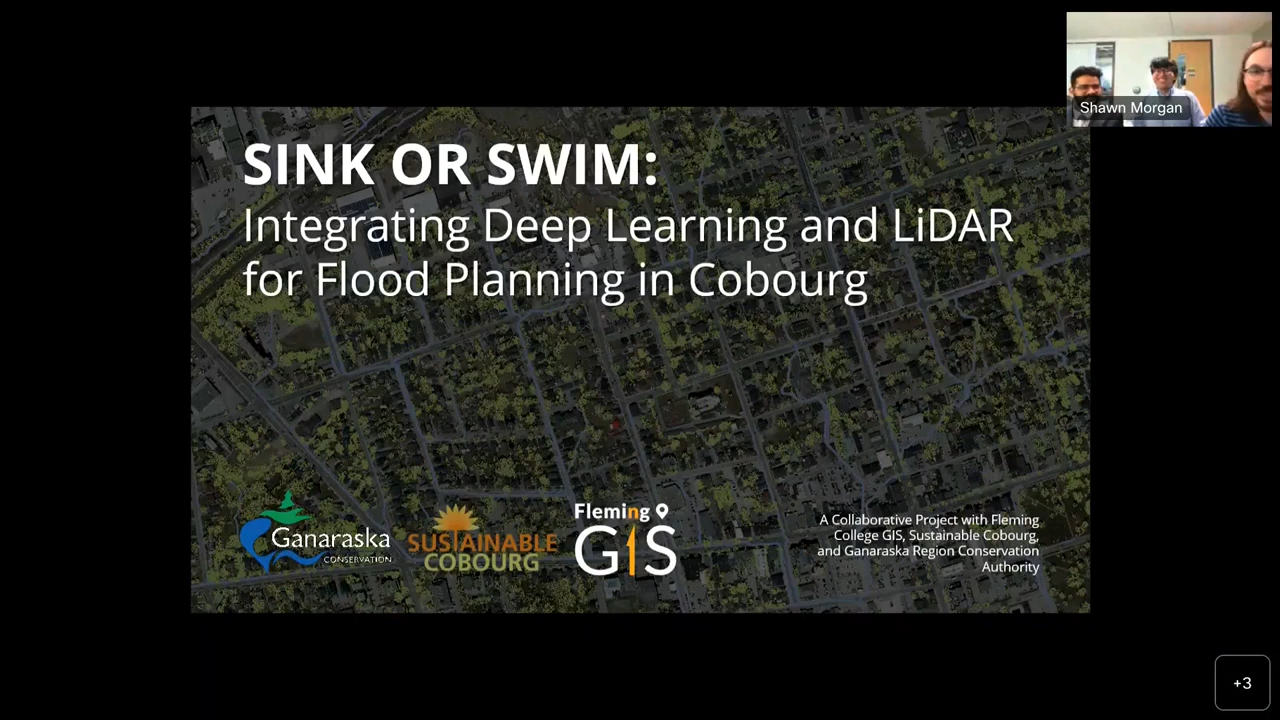 Shawn Morgan
SINK OR SWIM:
Integrating Deep Learning and LiDAR
for Flood Planning in Cobourg
Ganaraska
CONSERVATION
SUSTAINABLE
COBOURG
Fleming
GIS
A Collaborative Project with Fleming
College GIS, Sustainable Cobourg,
and Ganaraska Region Conservation
Authority
+3